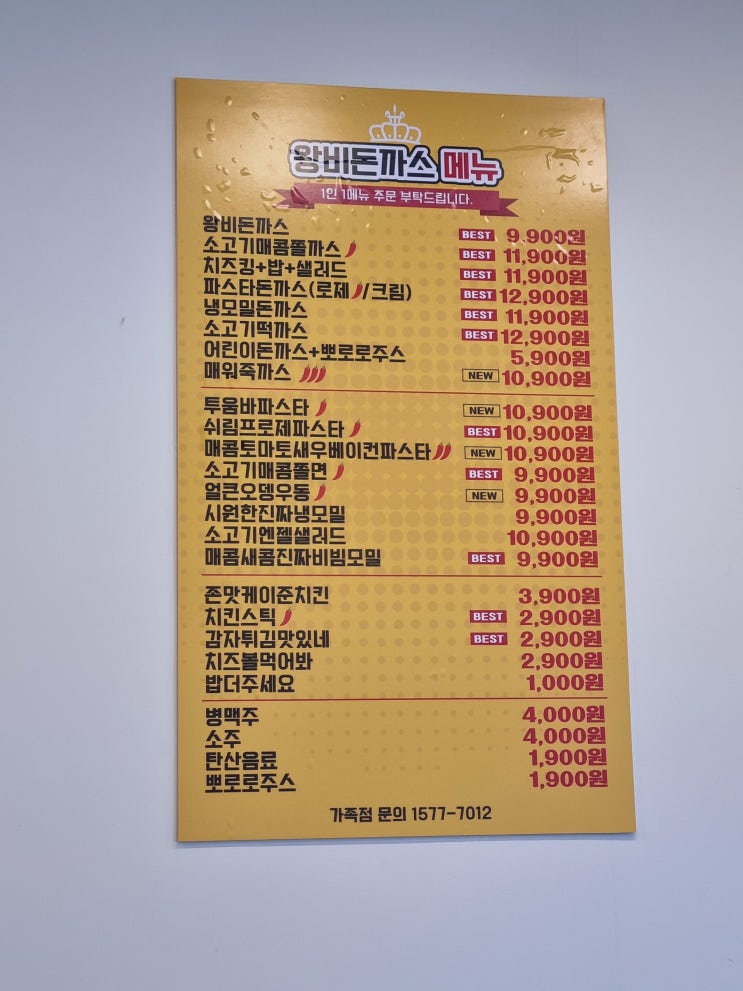 왕비돈까스 메뉴
1인 1메뉴 주문 부탁드립니다.
왕비돈까스 BEST 9,900원
소고기매콤쫄까스 BEST 11,900원
치즈킹+밥+샐러드 BEST 11,900원
파스타돈까스(로제/크림) BEST 12,900원
냉모밀돈까스 BEST 11,900원
소고기떡까스 BEST 12,900원
어린이돈까스+뽀로로주스 5,900원
매워죽까스 NEW 10,900원
투움바파스타 NEW 10,900원
쉬림프로제파스타 BEST 10,900원
매콤토마토새우베이컨파스타 NEW 10,900원
소고기매콤쫄면 BEST 9,900원
얼큰오뎅우동 NEW 9,900원
시원한진짜냉모밀 9,900원
소고기엔젤샐러드 10,900원
매콤새콤진짜비빔모밀 BEST 9,900원
존맛케이준치킨 3,900원
치킨스틱 BEST 2,900원
감자튀김맛있네 BEST 2,900원
치즈볼먹어봐 2,900원
밥더주세요 1,000원
병맥주 4,000원
소주 4,000원
탄산음료 1,900원
뽀로로주스 1,900원
가족점 문의 1577-7012